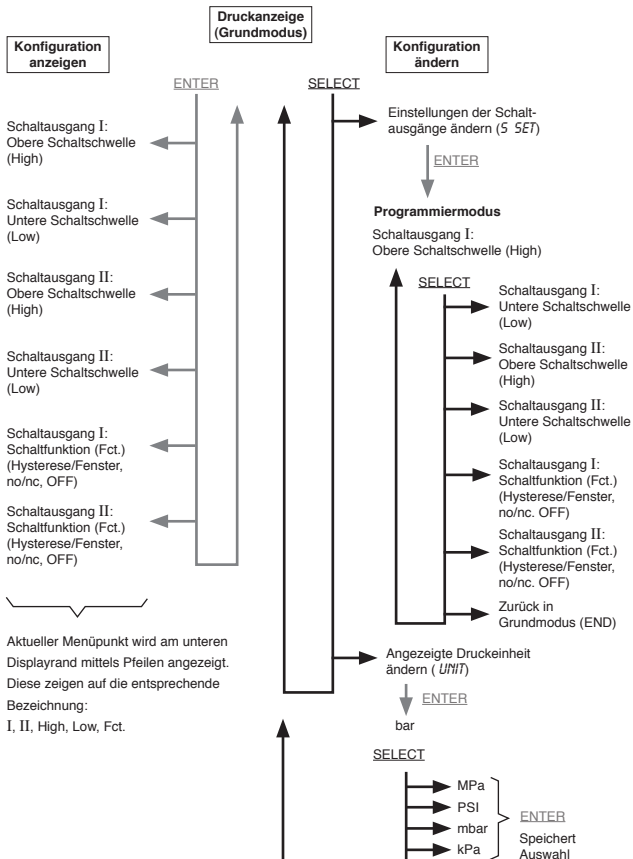 Druckanzeige
(Grundmodus)
Konfiguration
anzeigen
Konfiguration
ändern
ENTER
SELECT
Schaltausgang I:
Obere Schaltschwelle
(High)
Schaltausgang I:
Untere Schaltschwelle
(Low)
Schaltausgang II:
Obere Schaltschwelle
(High)
Schaltausgang II:
Untere Schaltschwelle
(Low)
Schaltausgang I:
Schaltfunktion (Fct.)
(Hysterese/Fenster,
no/nc, OFF)
Schaltausgang II:
Schaltfunktion (Fct.)
(Hysterese/Fenster,
no/nc, OFF)
Aktueller Menüpunkt wird am unteren
Displayrand mittels Pfeilen angezeigt.
Diese zeigen auf die entsprechende
Bezeichnung:
I, II, High, Low, Fct.
Einstellungen der Schalt-
ausgänge ändern (S SET)
ENTER
Programmiermodus
Schaltausgang I:
Obere Schaltschwelle (High)
SELECT
Schaltausgang I:
Untere Schaltschwelle
(Low)
Schaltausgang II:
Obere Schaltschwelle
(High)
Schaltausgang II:
Untere Schaltschwelle
(Low)
Schaltausgang I:
Schaltfunktion (Fct.)
(Hysterese/Fenster,
no/nc. OFF)
Schaltausgang II:
Schaltfunktion (Fct.)
(Hysterese/Fenster,
no/nc. OFF)
Zurück in
Grundmodus (END)
Angezeigte Druckeinheit
ändern ( UNIT)
ENTER
bar
SELECT
MPa
PSI
mbar
kPa
ENTER
Speichert
Auswahl